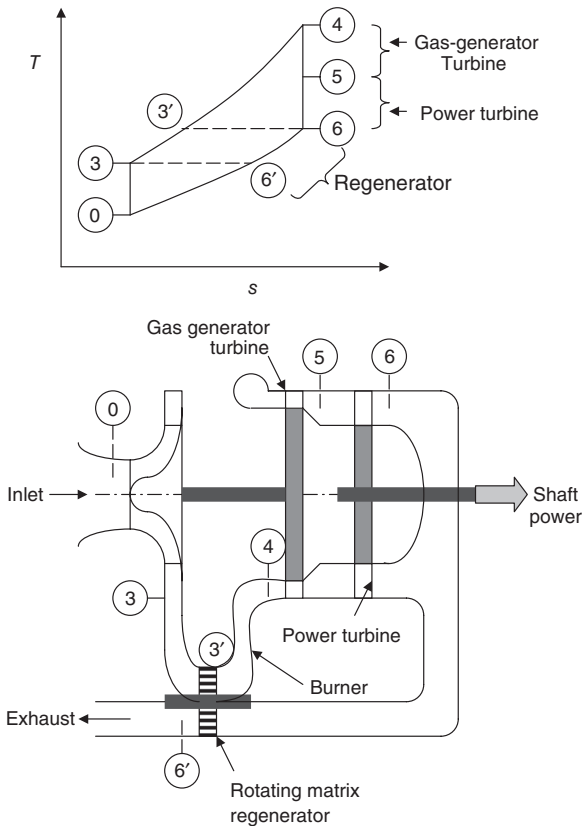 T
4
Gas-generator
Turbine
3′
5
Power turbine
3
6
6′
Regenerator
0
s
Gas generator
turbine
5
6
0
Inlet
Shaft
power
4
3
3′
Power turbine
Burner
Exhaust
6′
Rotating matrix
regenerator